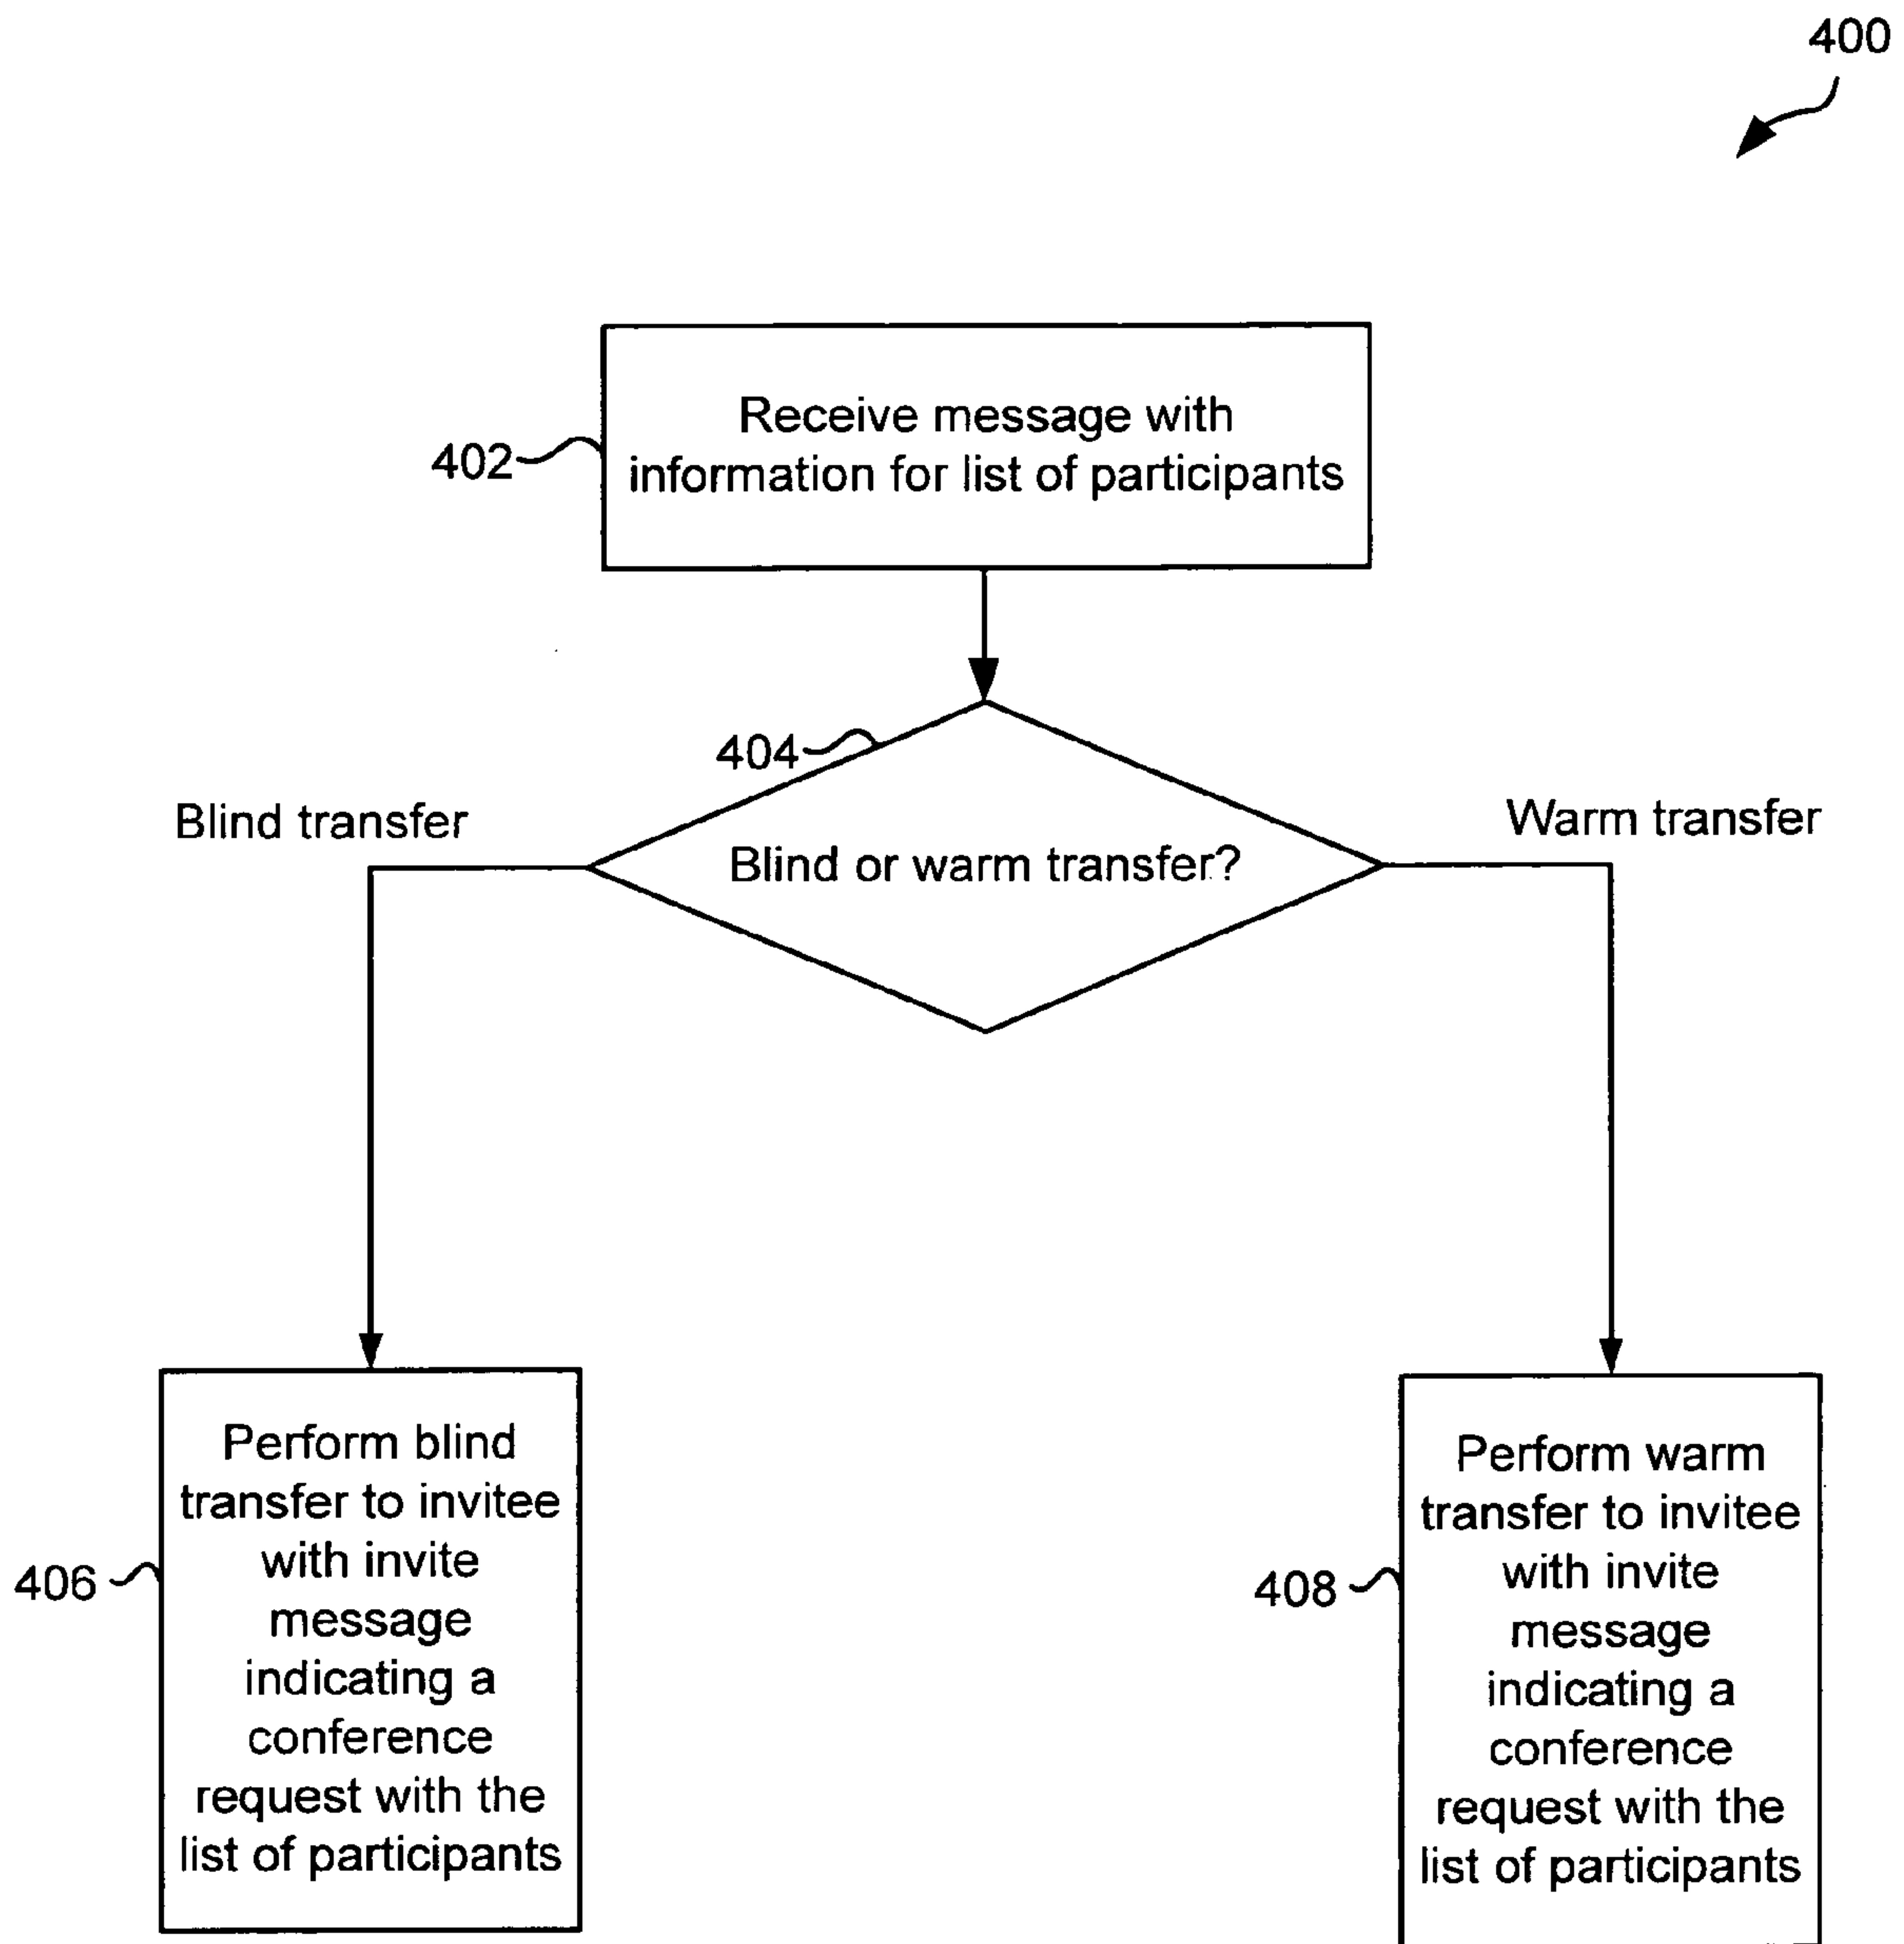 400
Receive message with
information for list of participants
402
404
Blind transfer
Warm transfer
Blind or warm transfer?
Perform blind
transfer to invitee
with invite
message
indicating a
conference
request with the
list of participants
406
Perform warm
transfer to invitee
with invite
message
indicating a
conference
request with the
list of participants
408